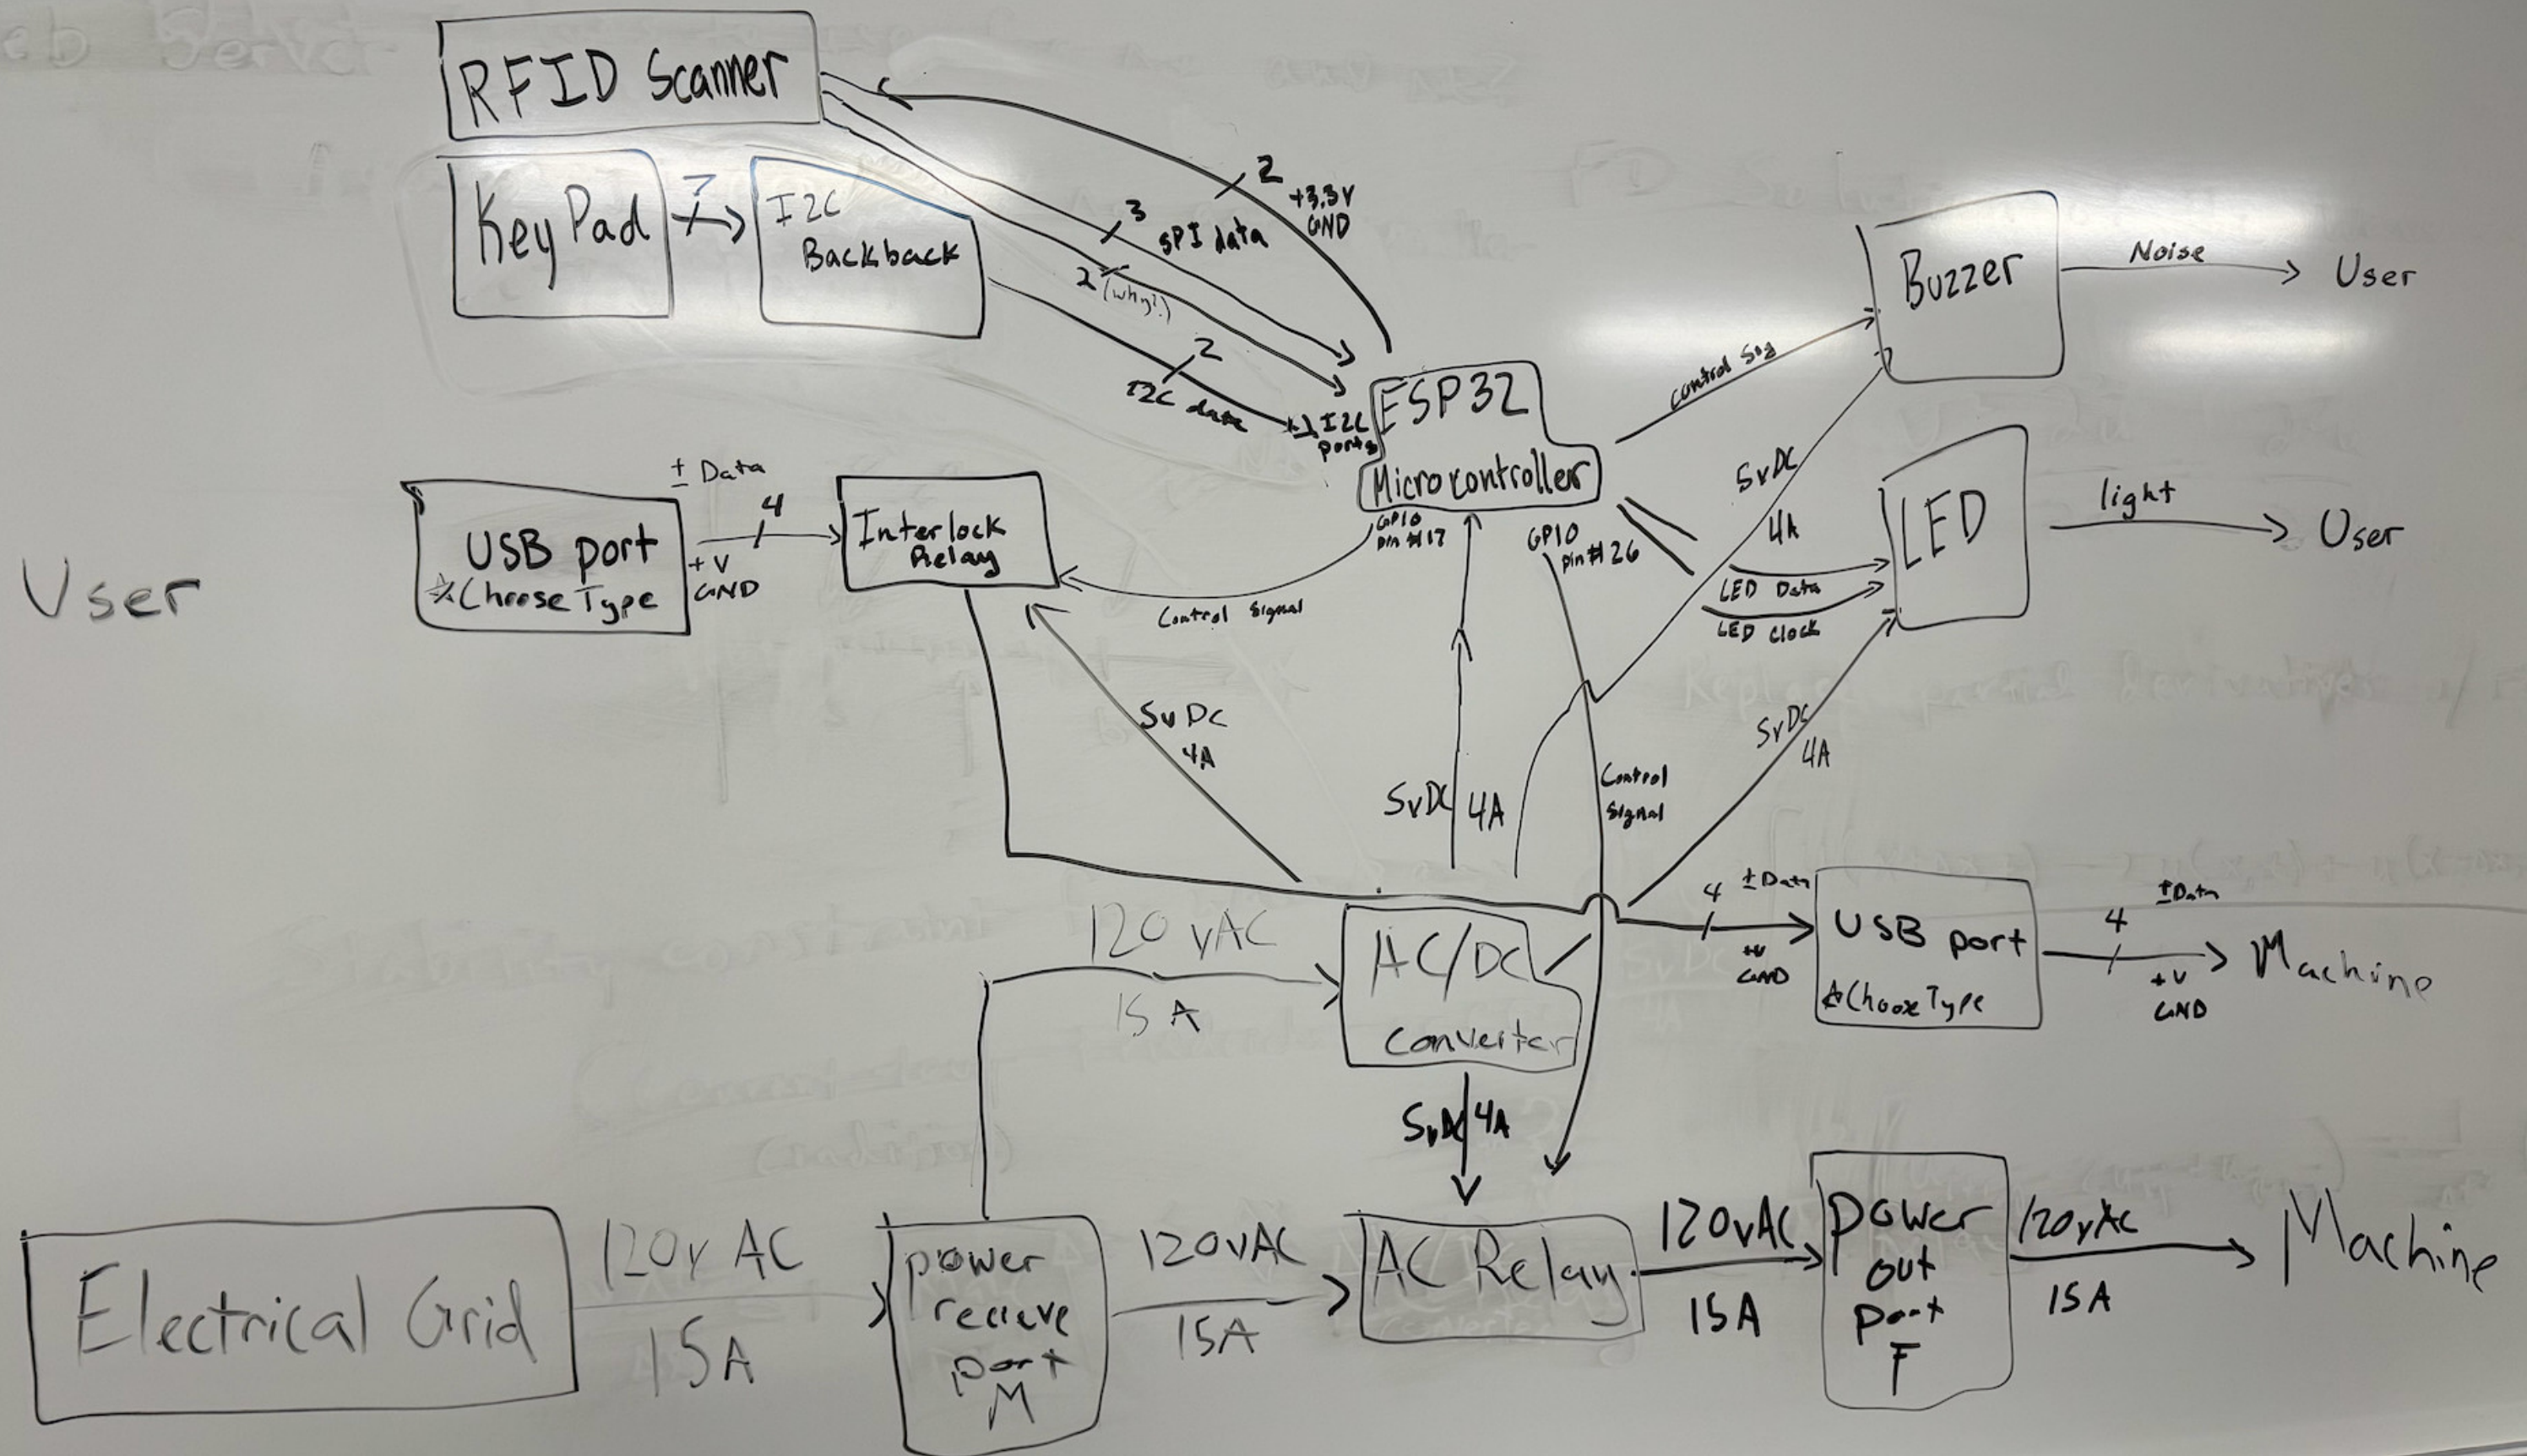 RFID Scanner
KeyPad
7
I2C
Backback
2
+3.3V
GND
3
SPI data
2 (why?)
2
I2C data
I2C
ports
ESP32
Microcontroller
GPIO
pin #17
GPIO
pin #26
Control Sig
Buzzer
Noise
User
5vDC
4A
LED
light
User
LED Data
LED Clock
5vDC
4A
User
USB port
*Choose Type
± Data
4
+V
GND
Interlock
Relay
Control Signal
5vDC
4A
5vDC
4A
Control
Signal
4
±Data
+V
GND
USB port
*Choose Type
4
±Data
+V
GND
Machine
120 vAC
15 A
AC/DC
Converter
5vDC
4A
Electrical Grid
120v AC
15A
power
recieve
port
M
120vAC
15A
AC Relay
120vAC
15A
power
out
port
F
120vAC
15A
Machine